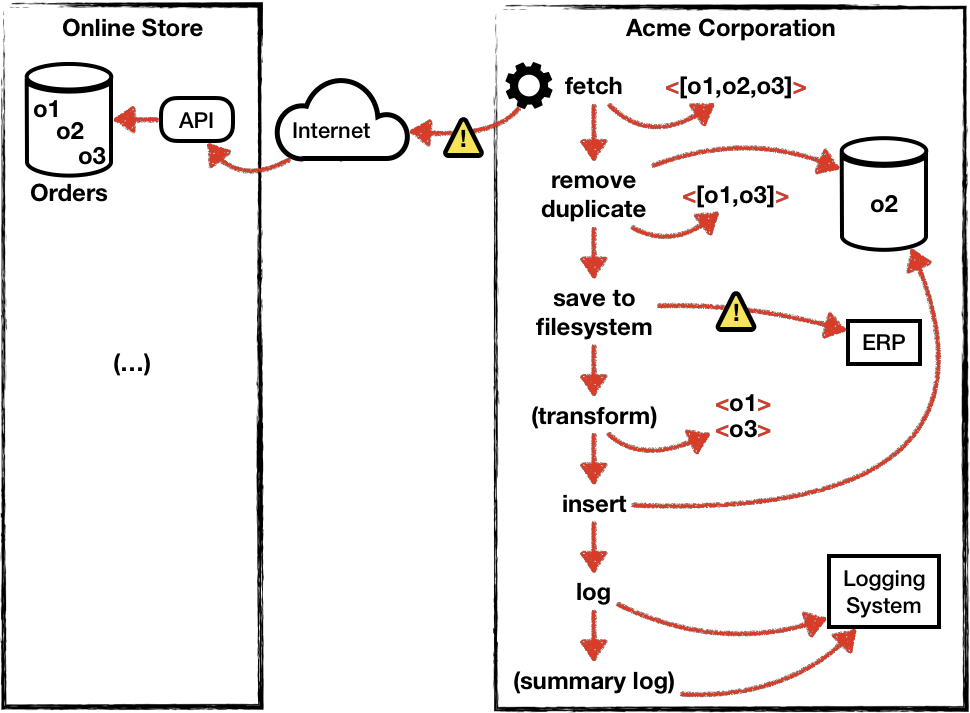 Online Store
o1
o2
o3
Orders
API
(...)
Internet
!
Acme Corporation
fetch
<[o1,o2,o3]>
remove
duplicate
<[o1,o3]>
o2
save to
filesystem
!
ERP
(transform)
<o1>
<o3>
insert
log
Logging
System
(summary log)